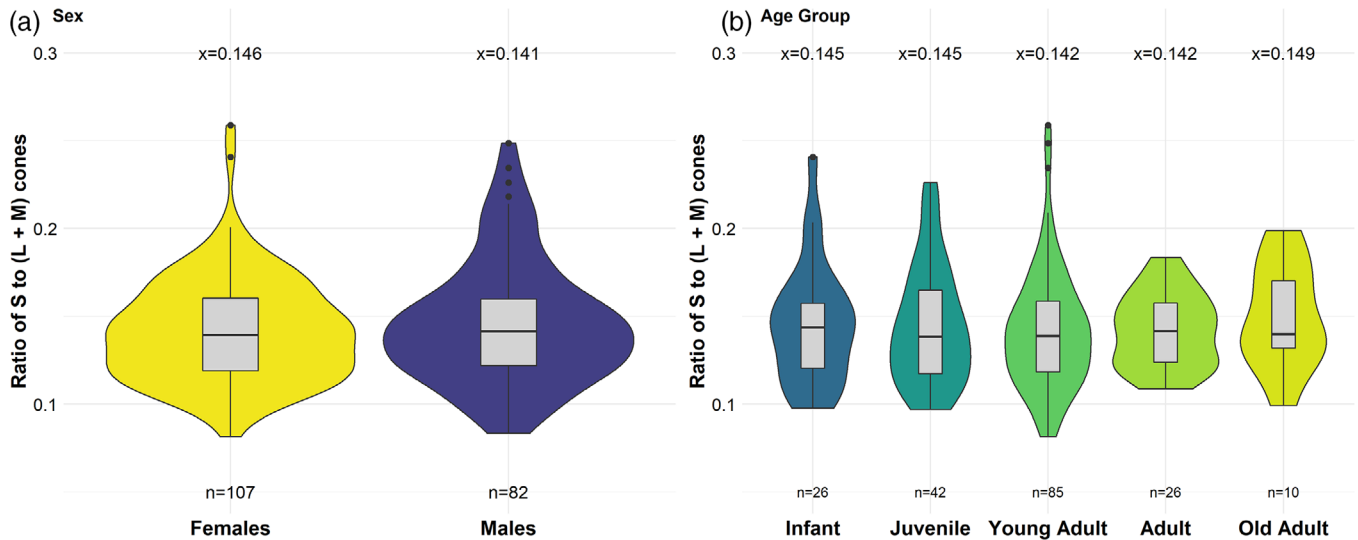 (a) Sex
0.3
x=0.146 x=0.141
Ratio of S to (L + M) cones
0.2
0.1
n=107 n=82
Females Males
(b) Age Group
0.3
x=0.145 x=0.145 x=0.142 x=0.142 x=0.149
Ratio of S to (L + M) cones
0.2
0.1
n=26 n=42 n=85 n=26 n=10
Infant Juvenile Young Adult Adult Old Adult